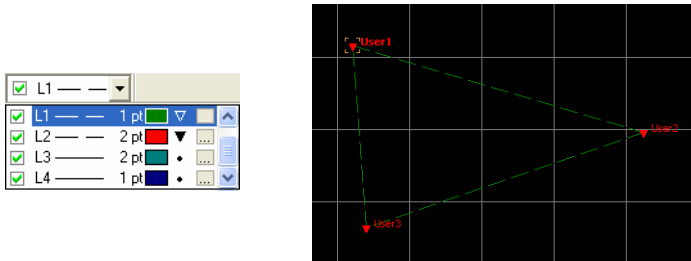 L1
L1 1 pt ...
L2 2 pt ...
L3 2 pt ...
L4 1 pt ...
User1
User2
User3